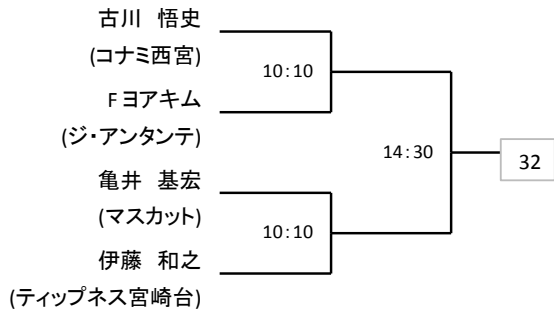 古川　悟史
(コナミ西宮)
10:10
F ヨアキム
(ジ・アンタンテ)
14:30
32
亀井　基宏
(マスカット)
10:10
伊藤　和之
(ティップネス宮崎台)